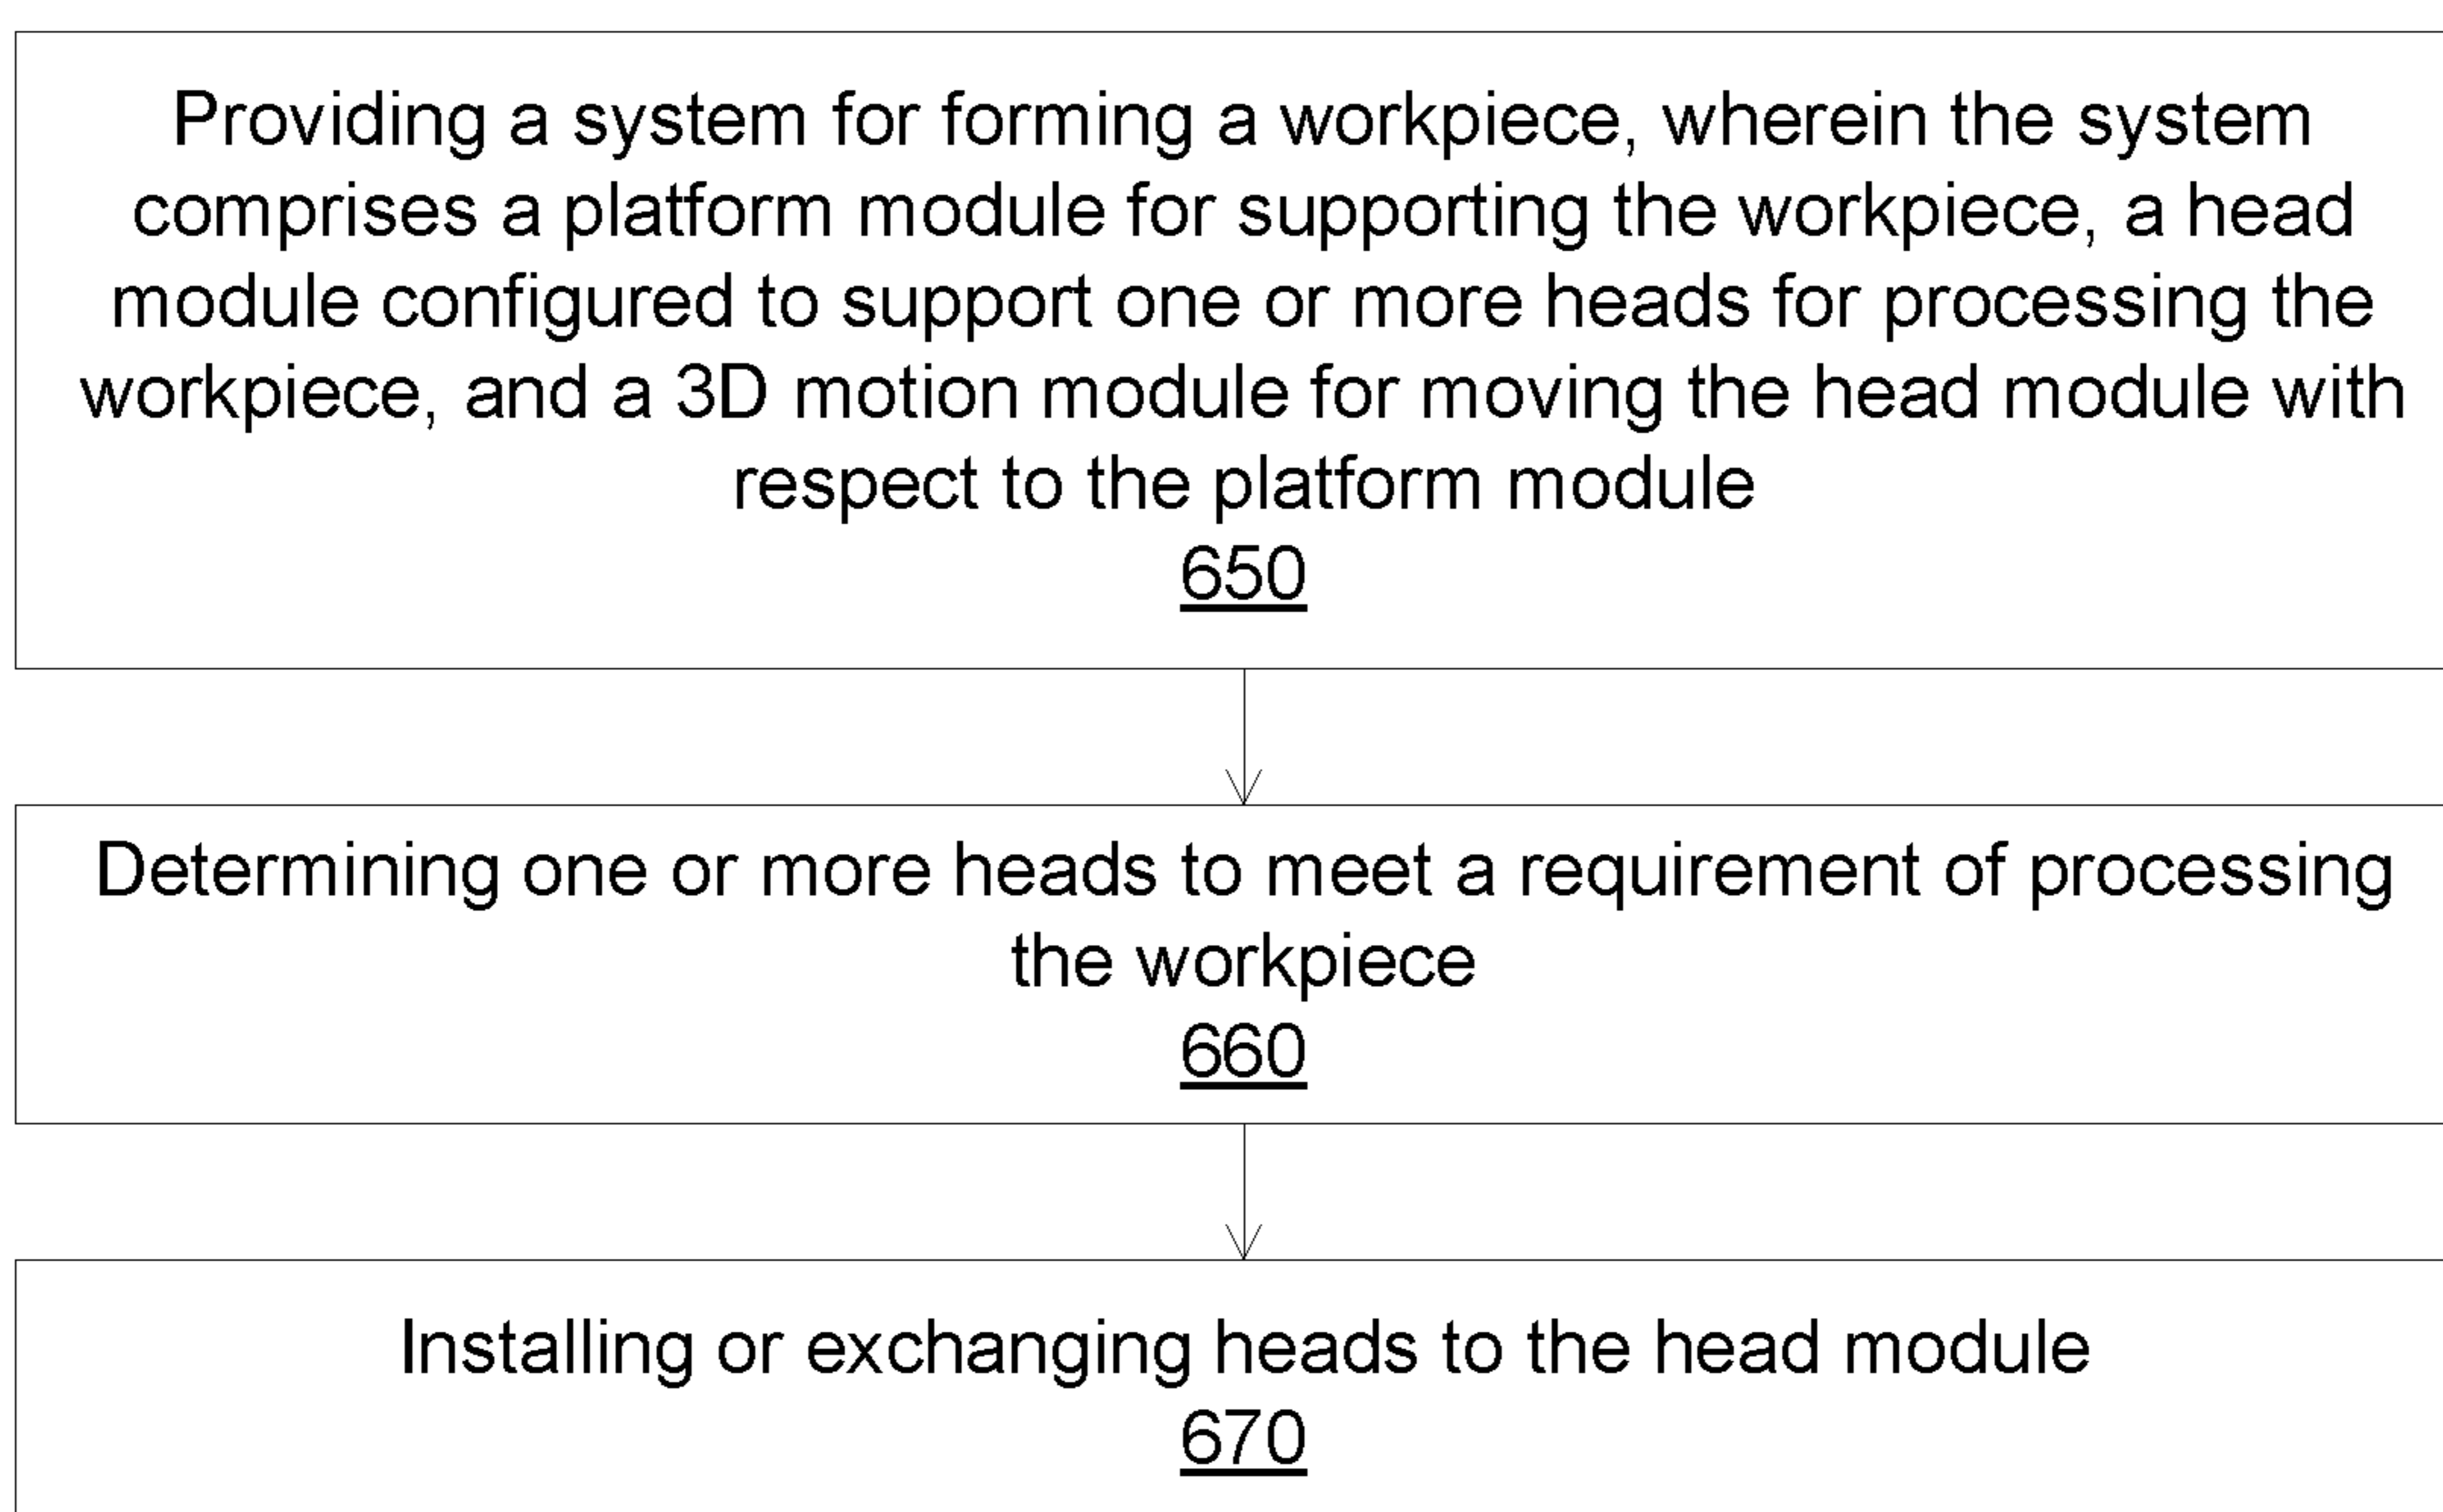 Providing a system for forming a workpiece, wherein the system
comprises a platform module for supporting the workpiece, a head
module configured to support one or more heads for processing the
workpiece, and a 3D motion module for moving the head module with
respect to the platform module
650
Determining one or more heads to meet a requirement of processing
the workpiece
660
Installing or exchanging heads to the head module
670